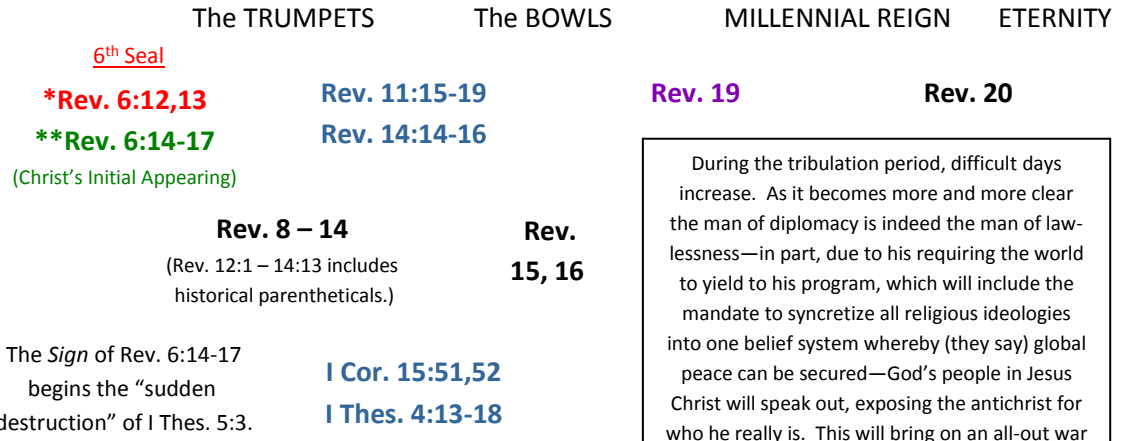 The TRUMPETS The BOWLS MILLENNIAL REIGN ETERNITY
6th Seal
*Rev. 6:12,13
**Rev. 6:14-17
(Christ's Initial Appearing)
Rev. 11:15-19
Rev. 14:14-16
Rev. 19
Rev. 20
Rev. 8 – 14
(Rev. 12:1 – 14:13 includes
historical parentheticals.)
Rev.
15, 16
The Sign of Rev. 6:14-17
begins the “sudden
destruction” of I Thes. 5:3.
I Cor. 15:51,52
I Thes. 4:13-18
During the tribulation period, difficult days
increase. As it becomes more and more clear
the man of diplomacy is indeed the man of law-
lessness—in part, due to his requiring the world
to yield to his program, which will include the
mandate to syncretize all religious ideologies
into one belief system whereby (they say) global
peace can be secured—God’s people in Jesus
Christ will speak out, exposing the antichrist for
who he really is. This will bring on an all-out war